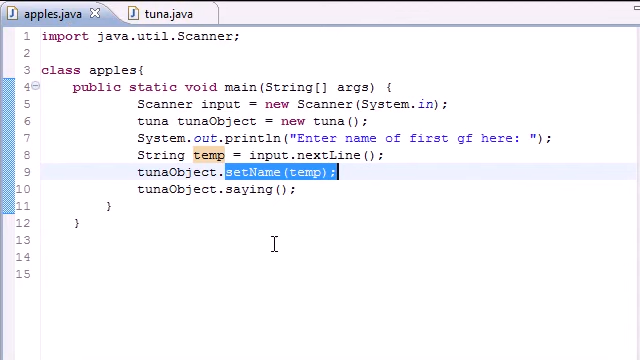 apples.java tuna.java
1 import java.util.Scanner;
2
3 class apples{
4 public static void main(String[] args) {
5 Scanner input = new Scanner(System.in);
6 tuna tunaObject = new tuna();
7 System.out.println("Enter name of first gf here: ");
8 String temp = input.nextLine();
9 tunaObject.setName(temp);
10 tunaObject.saying();
11 }
12 }
13
14
15